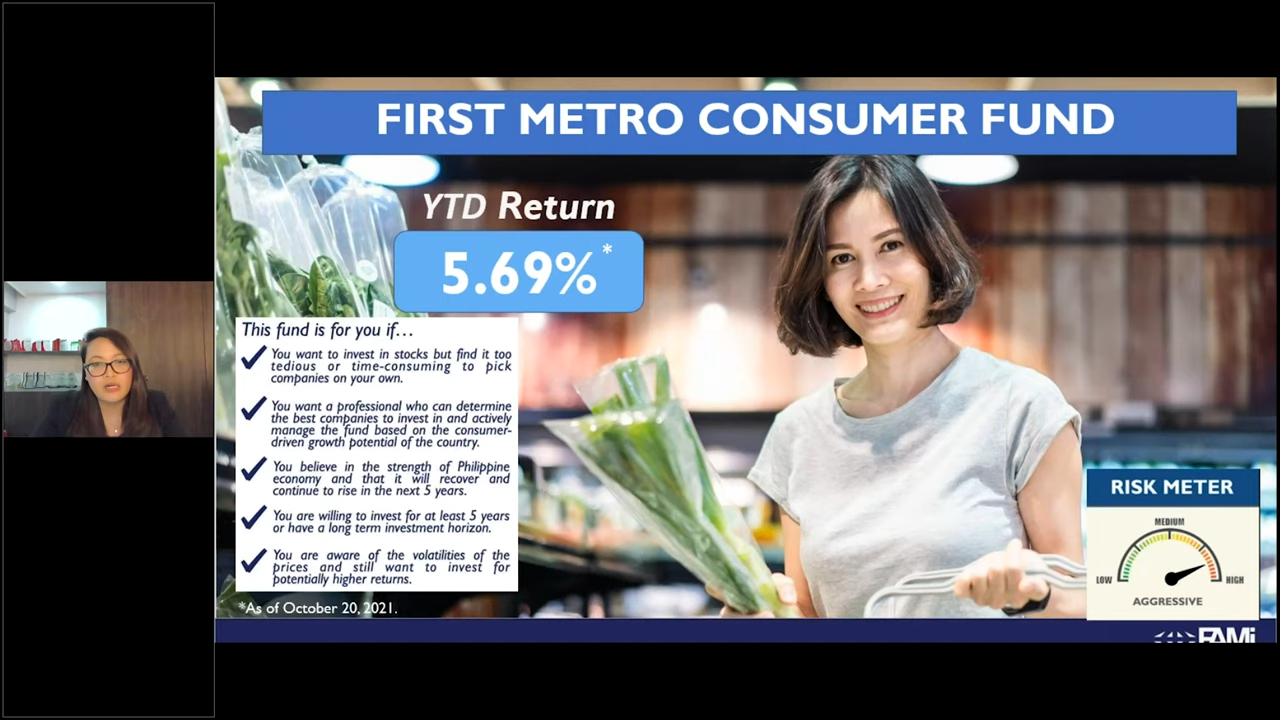 FIRST METRO CONSUMER FUND
YTD Return
5.69%*
This fund is for you if…
You want to invest in stocks but find it too
tedious or time-consuming to pick
companies on your own.
You want a professional who can determine
the best companies to invest in and actively
manage the fund based on the consumer-
driven growth potential of the country.
You believe in the strength of Philippine
economy and that it will recover and
continue to rise in the next 5 years.
You are willing to invest for at least 5 years
or have a long term investment horizon.
You are aware of the volatilities of the
prices and still want to invest for
potentially higher returns.
*As of October 20, 2021.
RISK METER
MEDIUM
LOW HIGH
AGGRESSIVE
FAMi